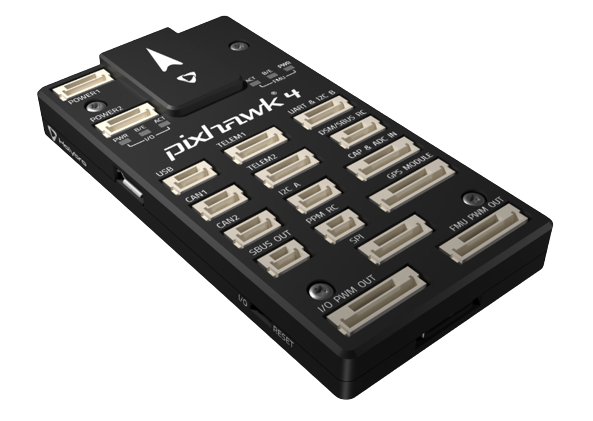 POWER1
POWER2
PWR B/E ACT
I/O
ACT B/E PWR
FMU
pixhawk® 4
UART & I2C B
DSM/SBUS RC
CAP & ADC IN
GPS MODULE
TELEM1
TELEM2
I2C A
PPM RC
SPI
USB
CAN1
CAN2
SBUS OUT
FMU PWM OUT
I/O PWM OUT
Holybro
I/O
RESET